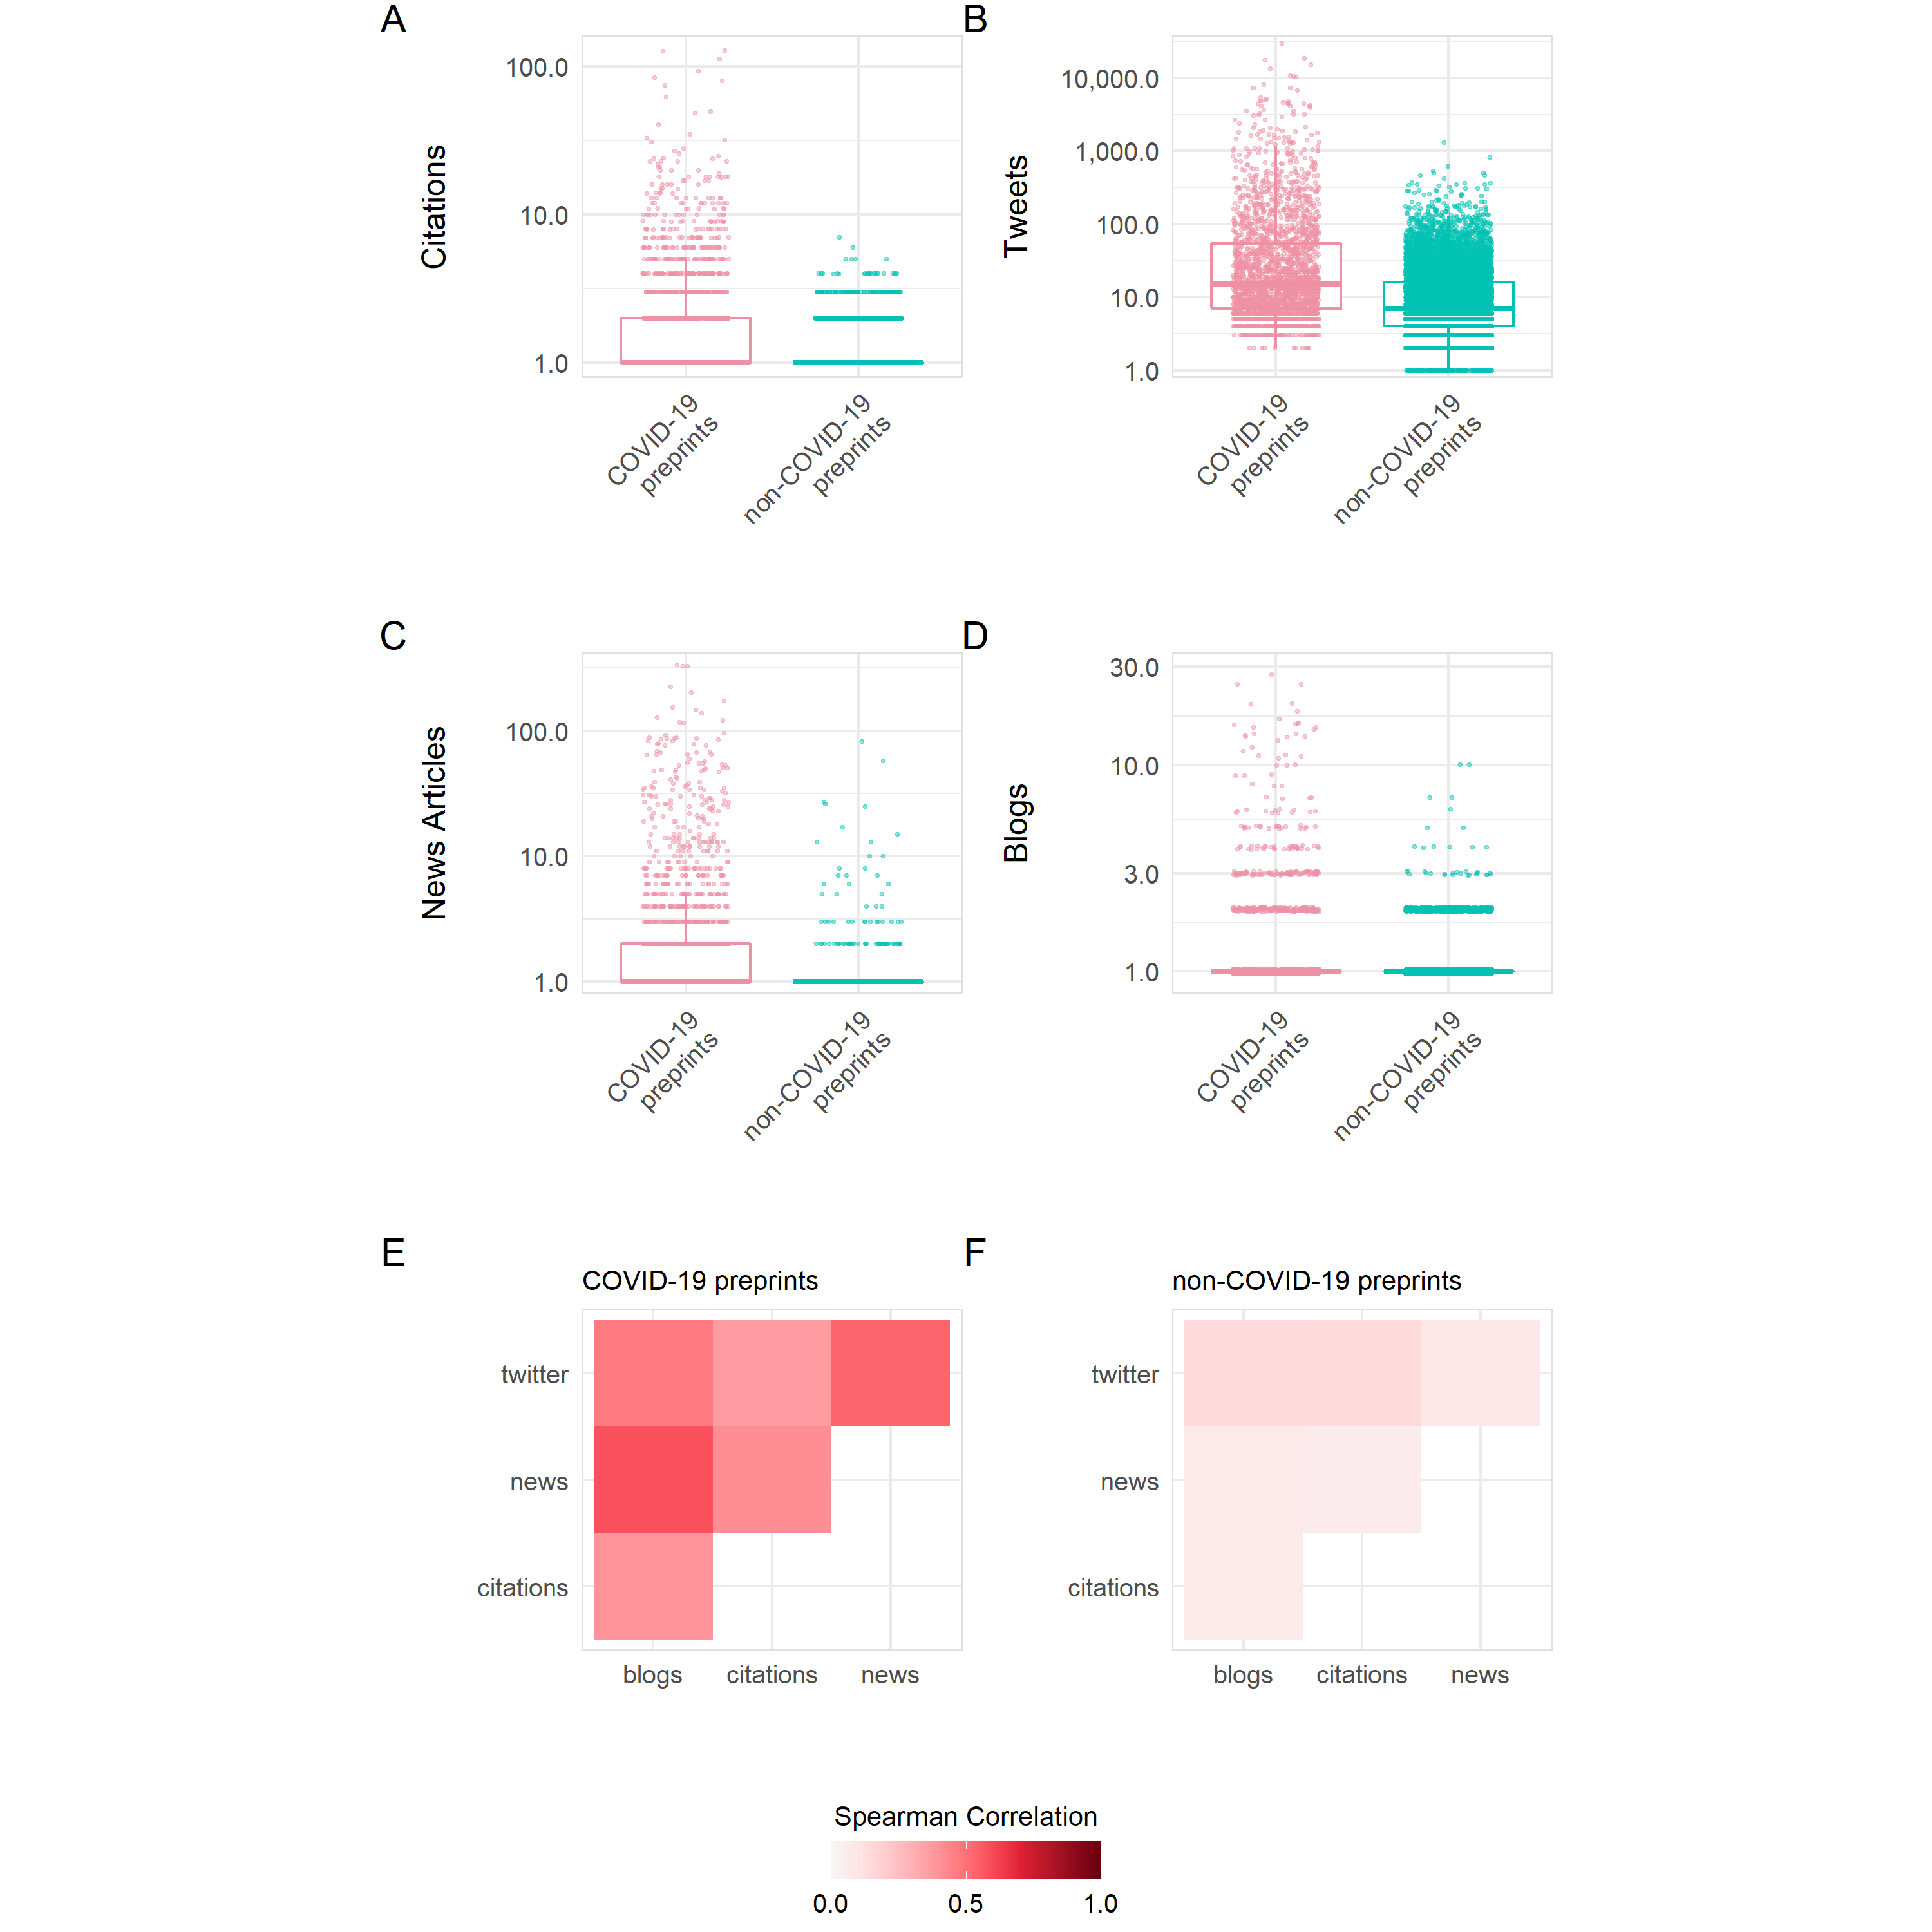 A
Citations
100.0
10.0
1.0
COVID-19
preprints
non-COVID-19
preprints
B
Tweets
10,000.0
1,000.0
100.0
10.0
1.0
COVID-19
preprints
non-COVID-19
preprints
C
News Articles
100.0
10.0
1.0
COVID-19
preprints
non-COVID-19
preprints
D
Blogs
30.0
10.0
3.0
1.0
COVID-19
preprints
non-COVID-19
preprints
E
COVID-19 preprints
twitter
news
citations
blogs citations news
F
non-COVID-19 preprints
twitter
news
citations
blogs citations news
Spearman Correlation
0.0 0.5 1.0